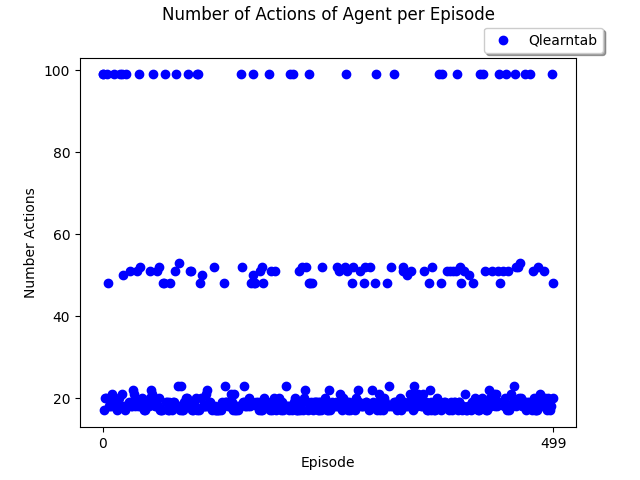 Number of Actions of Agent per Episode
Qlearntab
100
80
60
40
20
Number Actions
0
499
Episode